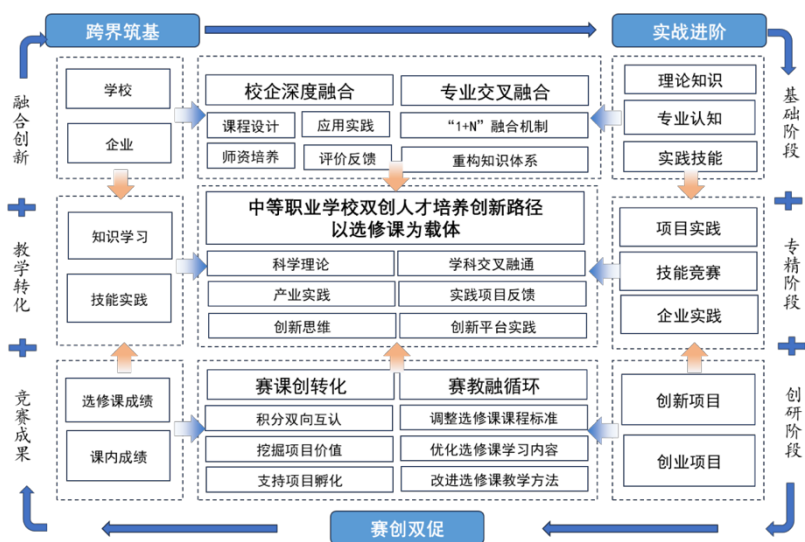 跨界筑基
实战进阶
融合创新
+
教学转化
+
竞赛成果
学校
企业
知识学习
技能实践
选修课成绩
课内成绩
校企深度融合
课程设计
应用实践
师资培养
评价反馈
专业交叉融合
“1+N”融合机制
重构知识体系
中等职业学校双创人才培养创新路径
以选修课为载体
科学理论
学科交叉融通
产业实践
实践项目反馈
创新思维
创新平台实践
赛课创转化
积分双向互认
挖掘项目价值
支持项目孵化
赛教融循环
调整选修课课程标准
优化选修课学习内容
改进选修课教学方法
理论知识
专业认知
实践技能
项目实践
技能竞赛
企业实践
创新项目
创业项目
基础阶段
+
专精阶段
+
创研阶段
赛创双促